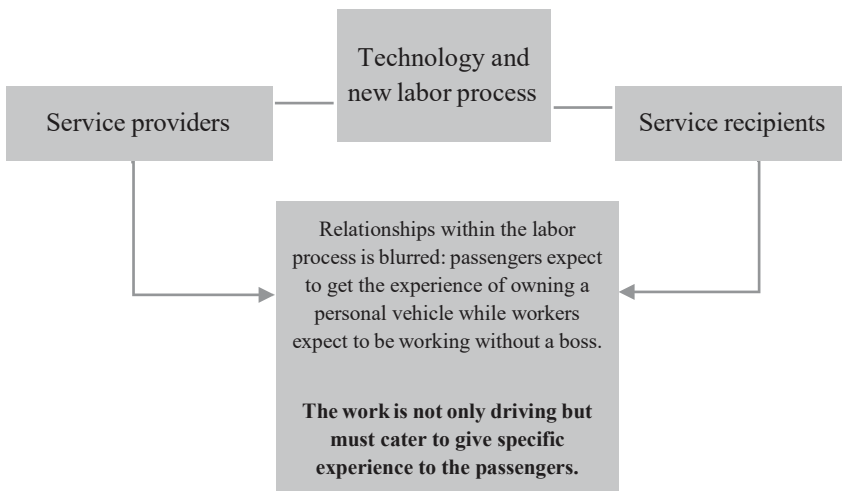 Technology and
new labor process
Service providers
Service recipients
Relationships within the labor
process is blurred: passengers expect
to get the experience of owning a
personal vehicle while workers
expect to be working without a boss.
The work is not only driving but
must cater to give specific
experience to the passengers.